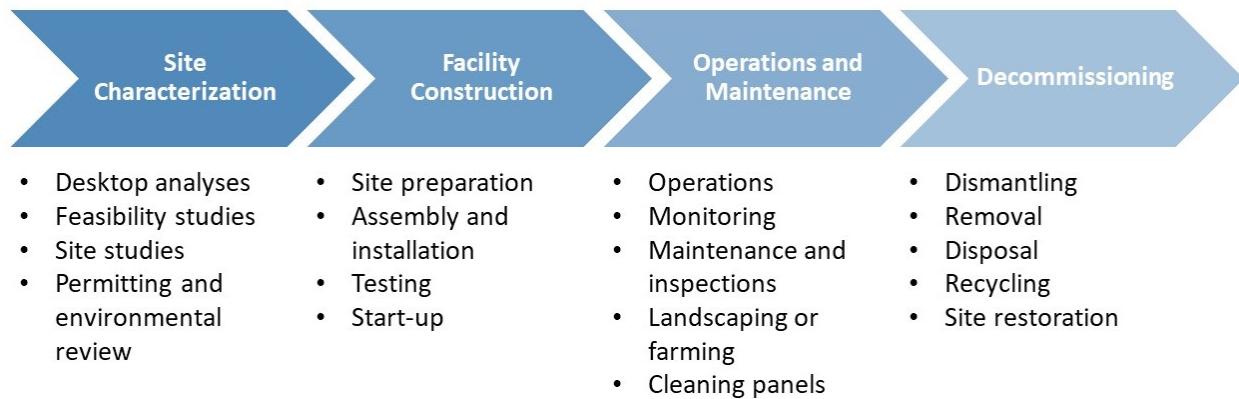 Site
Characterization
• Desktop analyses
• Feasibility studies
• Site studies
• Permitting and
environmental
review
Facility
Construction
• Site preparation
• Assembly and
installation
• Testing
• Start-up
Operations and
Maintenance
• Operations
• Monitoring
• Maintenance and
inspections
• Landscaping or
farming
• Cleaning panels
Decommissioning
• Dismantling
• Removal
• Disposal
• Recycling
• Site restoration